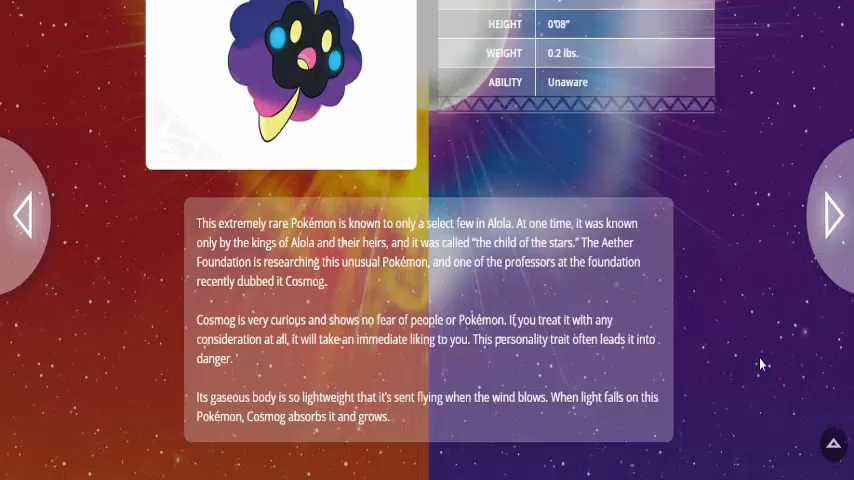 HEIGHT 0'08"
WEIGHT 0.2 lbs.
ABILITY Unaware
This extremely rare Pokémon is known to only a select few in Alola. At one time, it was known
only by the kings of Alola and their heirs, and it was called "the child of the stars." The Aether
Foundation is researching this unusual Pokémon, and one of the professors at the foundation
recently dubbed it Cosmog.
Cosmog is very curious and shows no fear of people or Pokémon. If you treat it with any
consideration at all, it will take an immediate liking to you. This personality trait often leads it into
danger.
Its gaseous body is so lightweight that it's sent flying when the wind blows. When light falls on this
Pokémon, Cosmog absorbs it and grows.